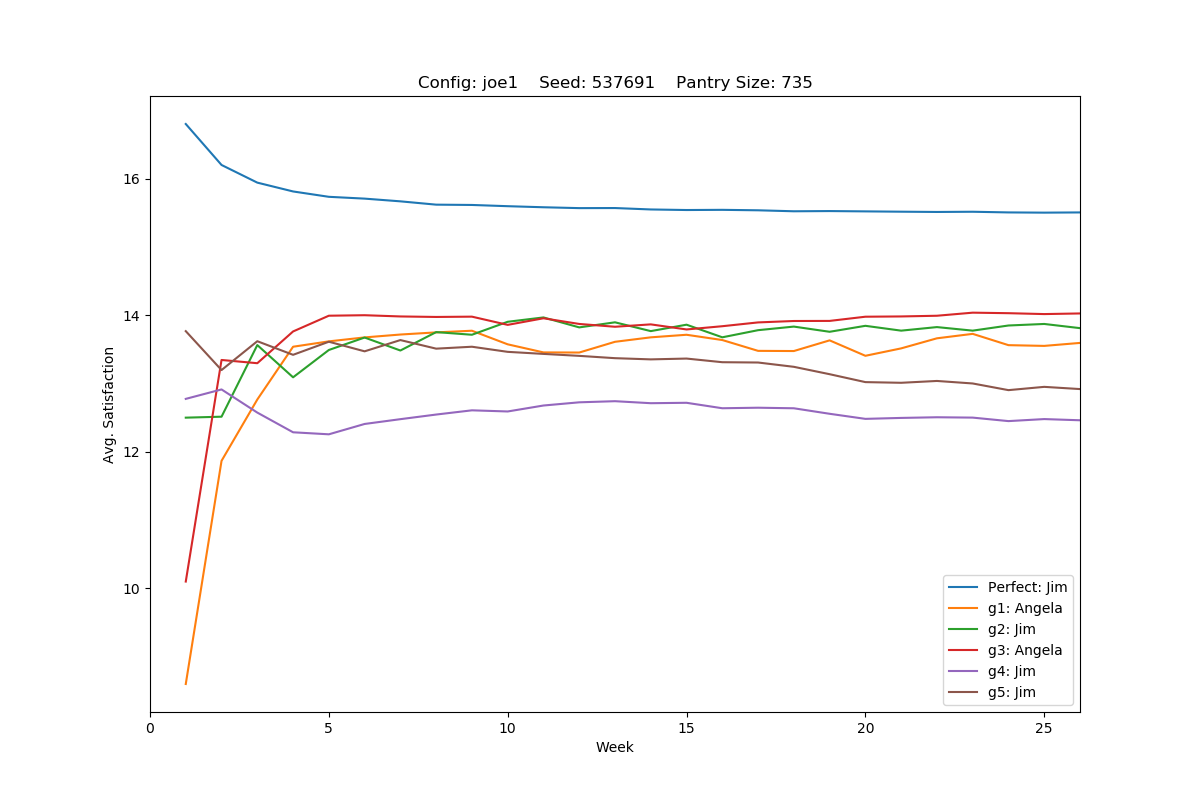 Config: joe1    Seed: 537691    Pantry Size: 735
Avg. Satisfaction
16
14
12
10
0 5 10 15 20 25
Week
Perfect: Jim
g1: Angela
g2: Jim
g3: Angela
g4: Jim
g5: Jim